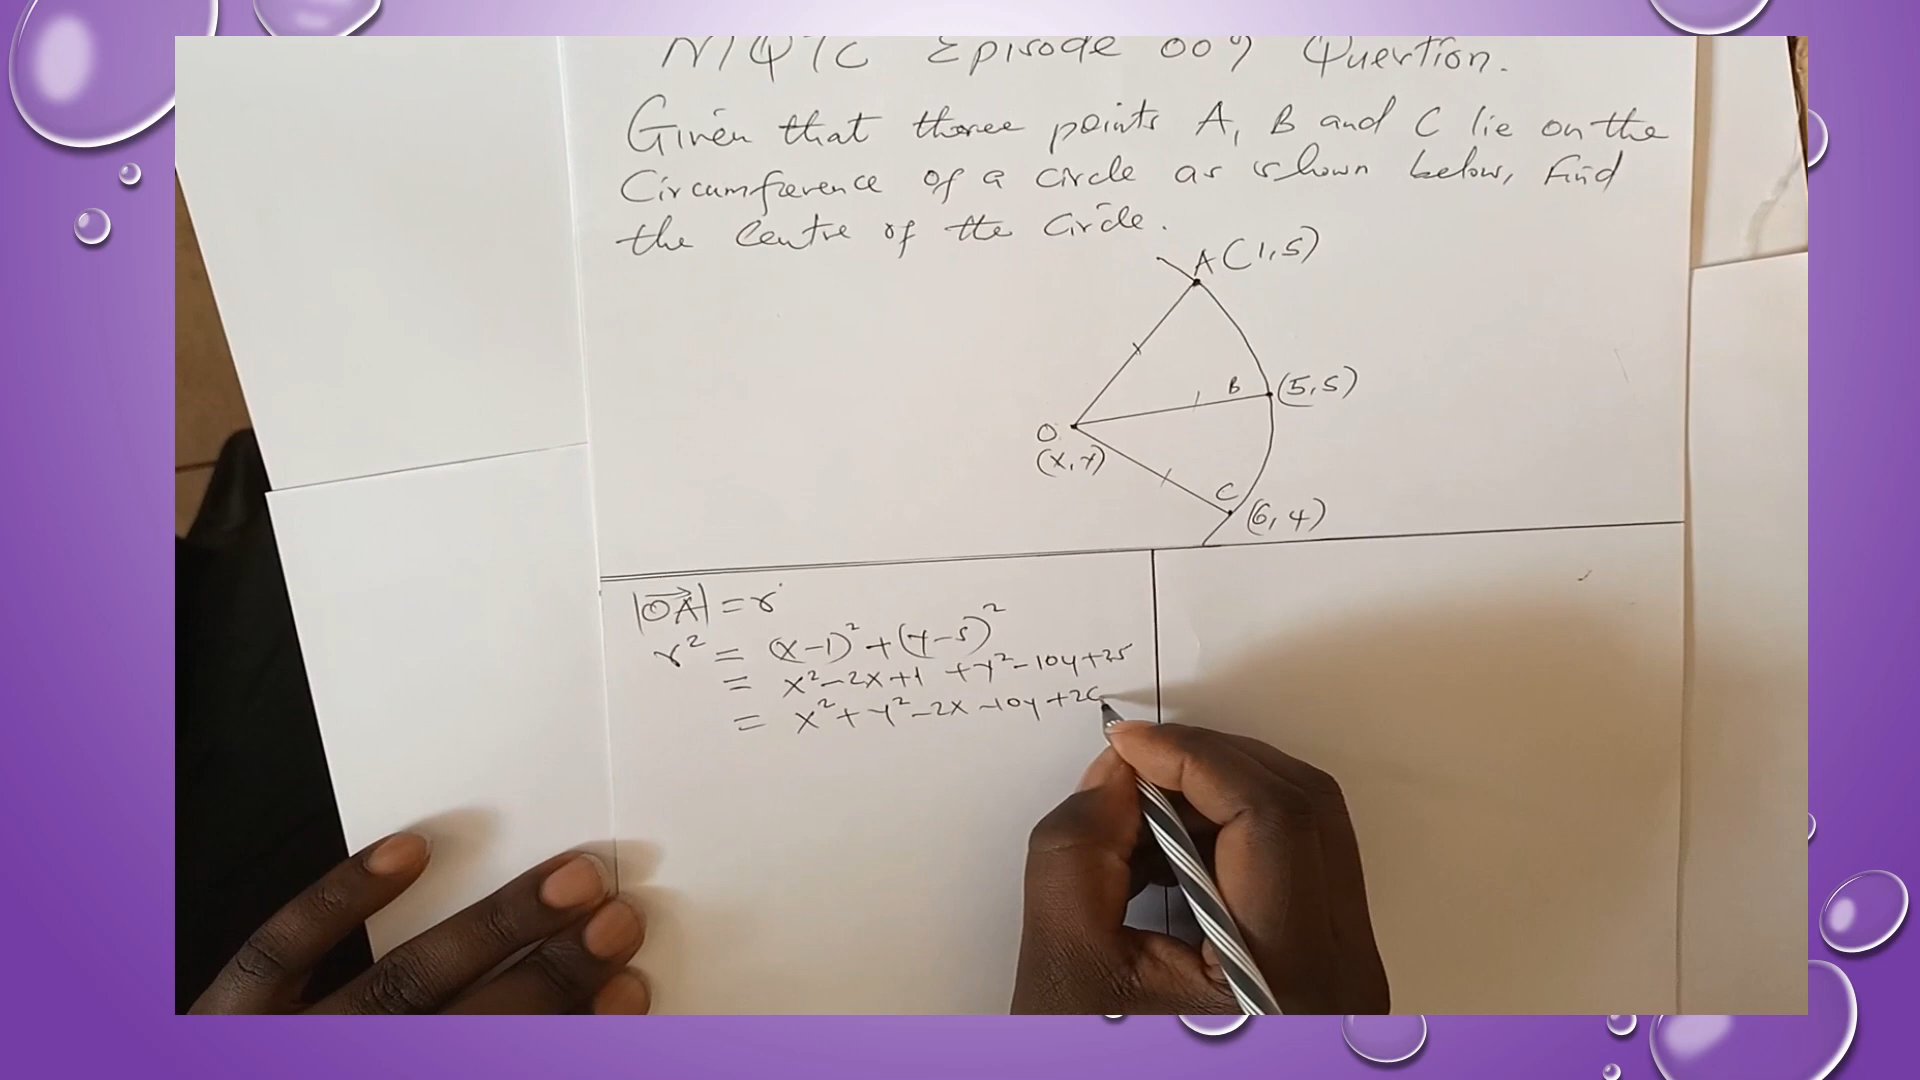 Episode 009 Question.
Given that three points A, B and C lie on the
Circumference of a circle as shown below, find
the Centre of the Circle.
A(1,5)
B (5,5)
O
(x,y)
C
(6,4)
|OA| = r
r² = (x-1)² + (y-5)²
= x²-2x+1 +y²-10y+25
= x²+y²-2x-10y+26